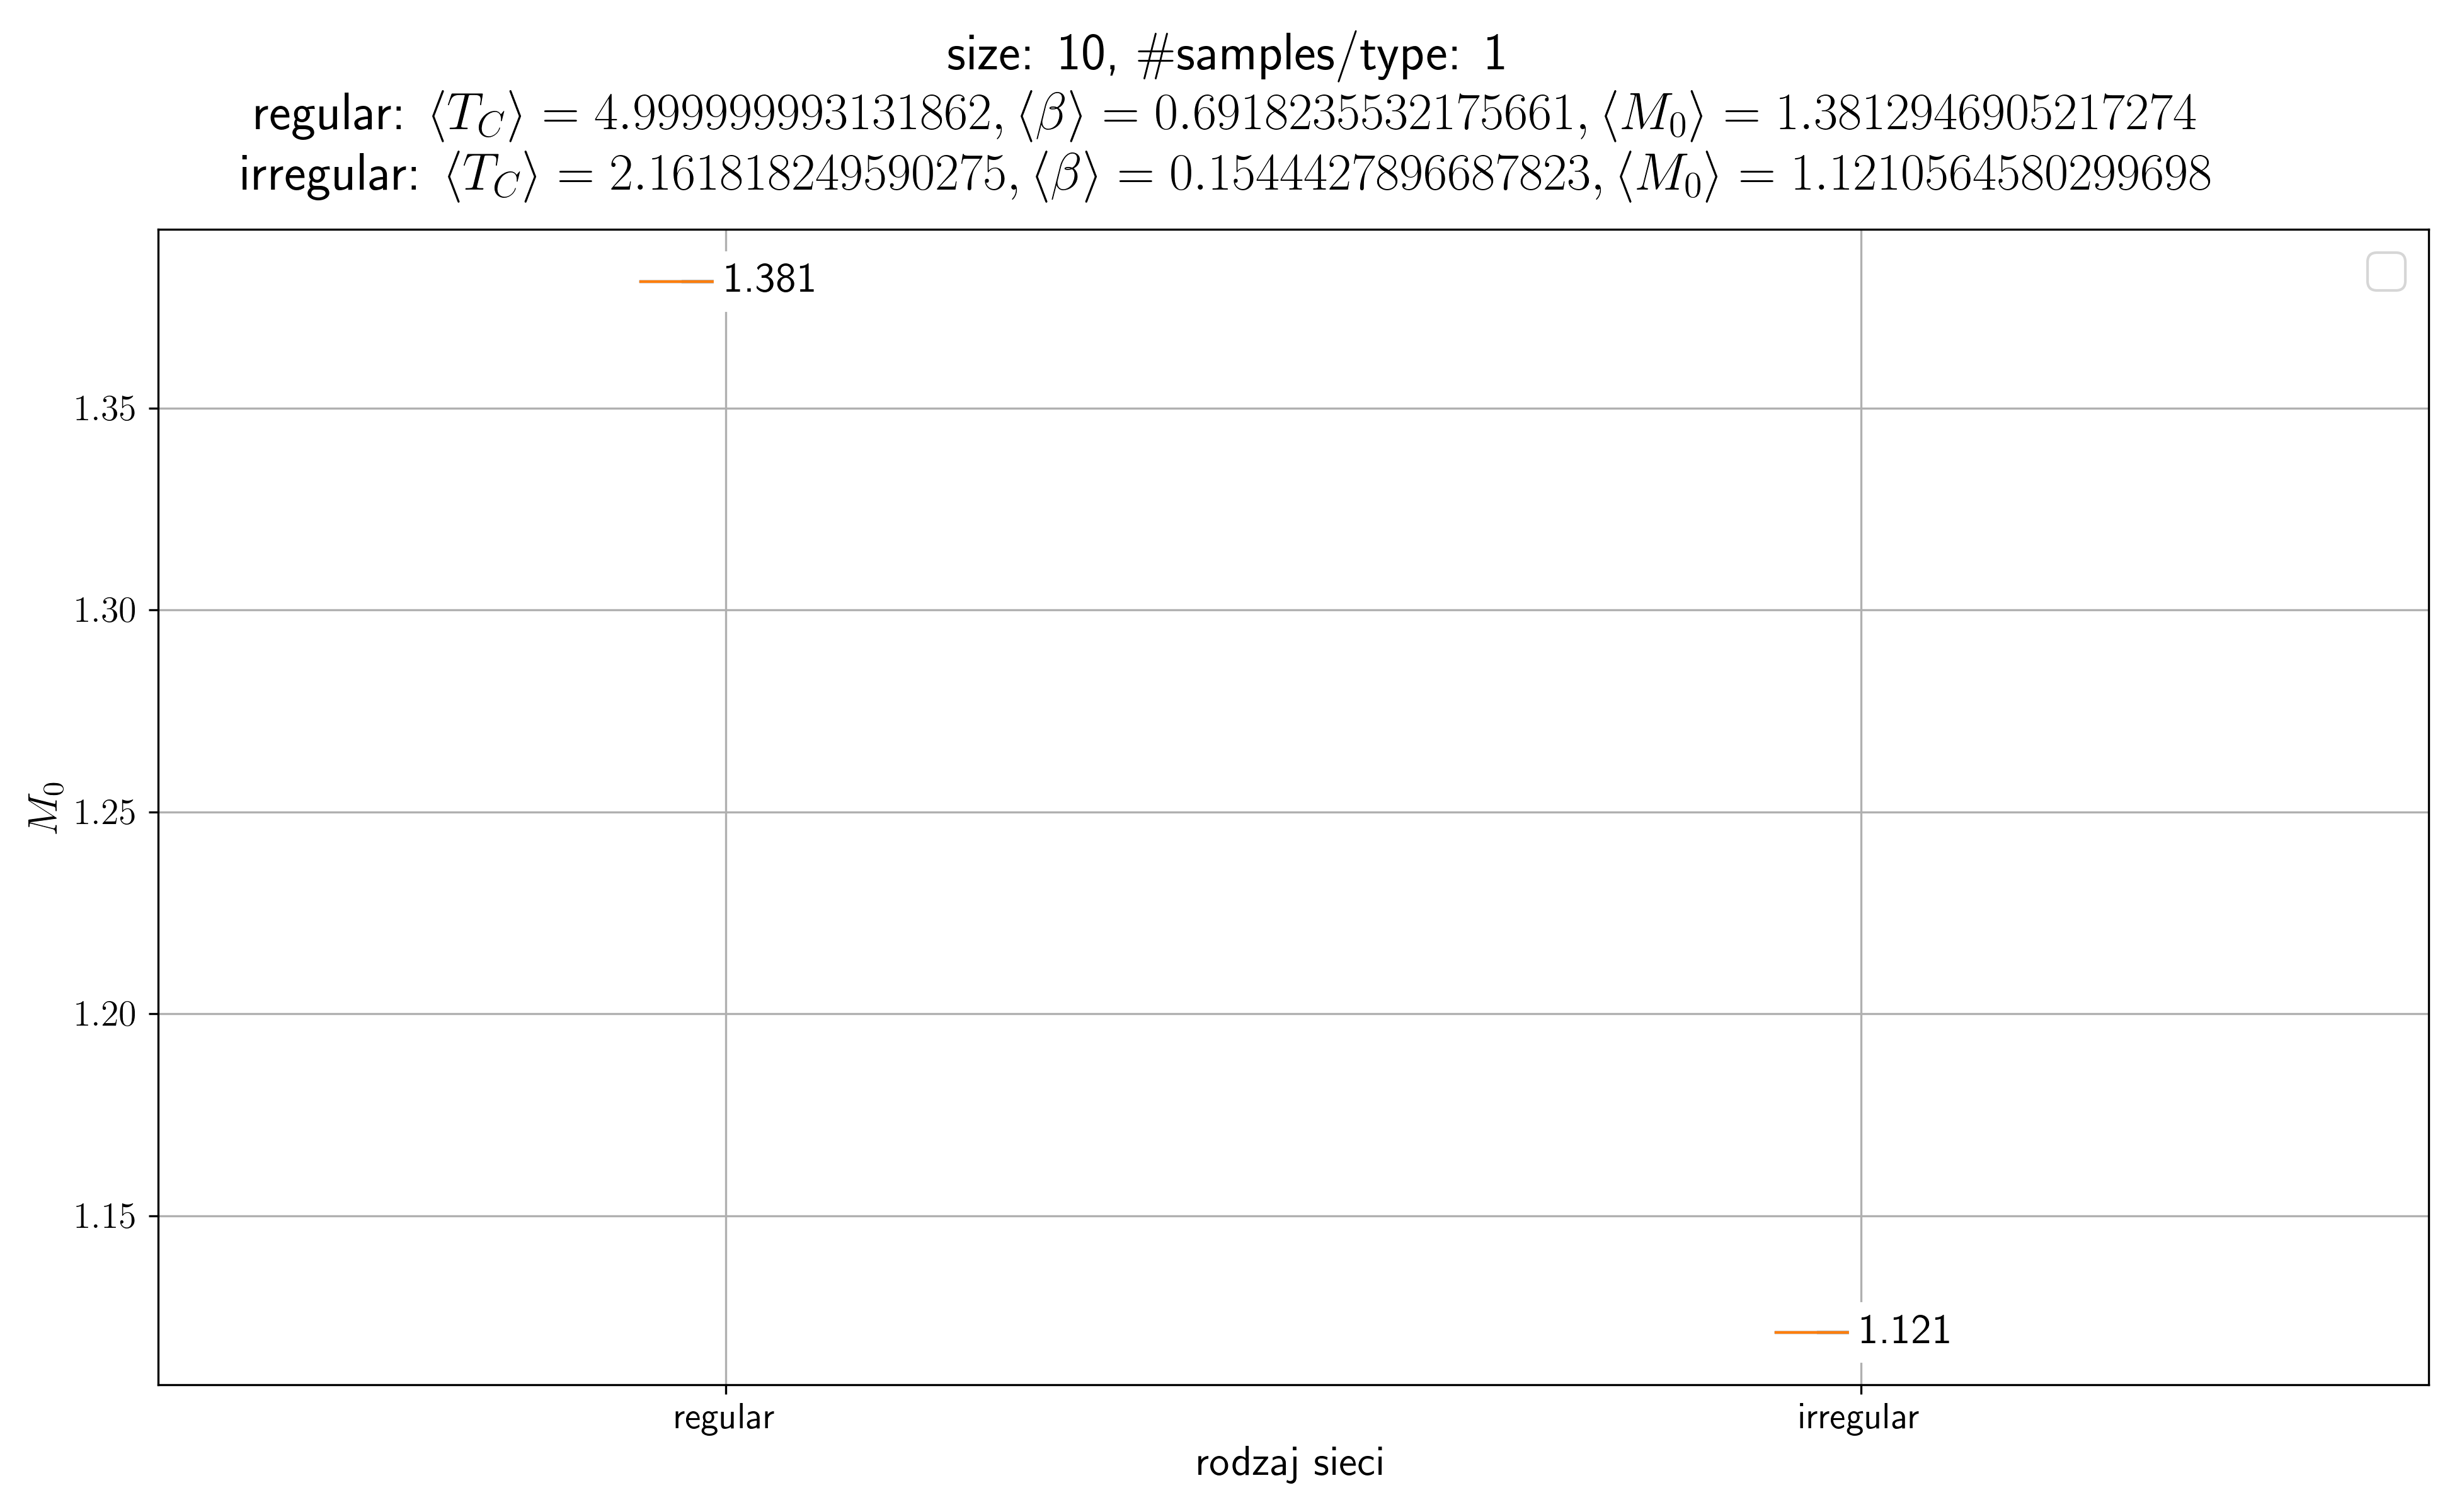 size: 10, #samples/type: 1
regular: ⟨T_C⟩ = 4.999999993131862, ⟨β⟩ = 0.6918235532175661, ⟨M_0⟩ = 1.3812946905217274
irregular: ⟨T_C⟩ = 2.161818249590275, ⟨β⟩ = 0.1544427896687823, ⟨M_0⟩ = 1.1210564580299698
1.381
1.35
1.30
M_0
1.25
1.20
1.15
1.121
regular
irregular
rodzaj sieci